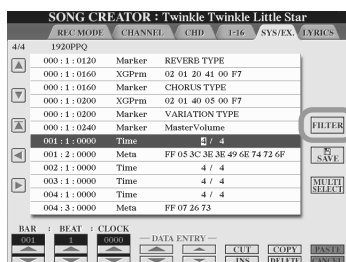 SONG CREATOR : Twinkle Twinkle Little Star
REC MODE CHANNEL CHD 1-16 SYS/EX. LYRICS
4/4 1920PPQ
000 : 1 : 0120 Marker REVERB TYPE
000 : 1 : 0160 XGPrm 02 01 20 41 00 F7
000 : 1 : 0160 Marker CHORUS TYPE
000 : 1 : 0200 XGPrm 02 01 40 05 00 F7
000 : 1 : 0200 Marker VARIATION TYPE
000 : 1 : 0240 Marker MasterVolume
FILTER
001 : 1 : 0000 Time 4 / 4
001 : 2 : 0000 Meta FF 05 3C 3E 3E 49 6E 74 72 6F
SAVE
002 : 1 : 0000 Time 4 / 4
003 : 1 : 0000 Time 4 / 4
MULTI SELECT
004 : 1 : 0000 Time 4 / 4
004 : 3 : 0000 Meta FF 07 26 73
BAR : BEAT : CLOCK
001 1 0000 DATA ENTRY
CUT COPY PASTE
INS DELETE CANCEL